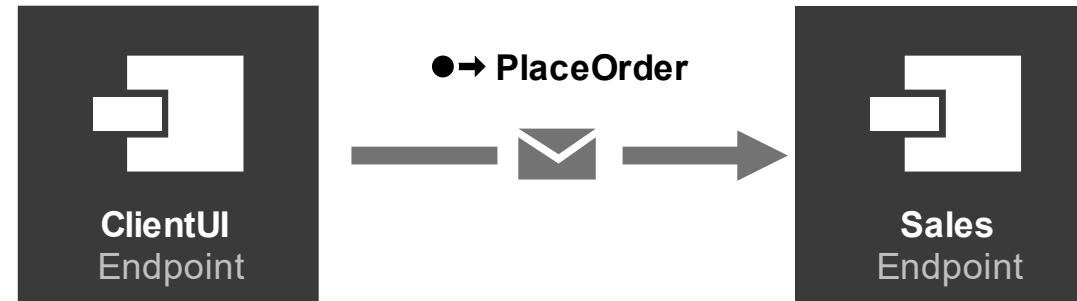 PlaceOrder
ClientUI
Endpoint
Sales
Endpoint